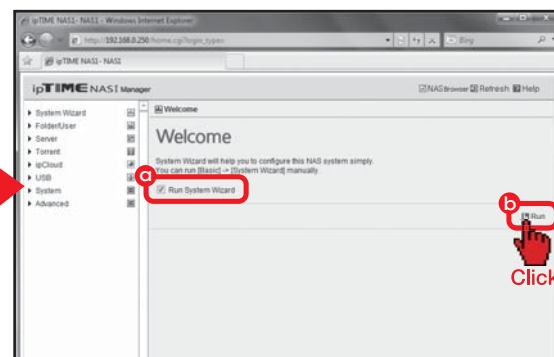 ipTIME NAS1- NAS1 - Windows Internet Explorer
http://192.168.0.250/home.cgi?login_type=
Bing
ipTIME NAS1- NAS1
ipTIME NAS1 Manager
NAS Browser Refresh Help
System Wizard
Folder/User
Server
Torrent
ipCloud
USB
System
Advanced
Welcome
Welcome
System Wizard will help you to configure this NAS system simply.
You can run [Basic] -> [System Wizard] manually.
a
Run System Wizard
b
Run
Click